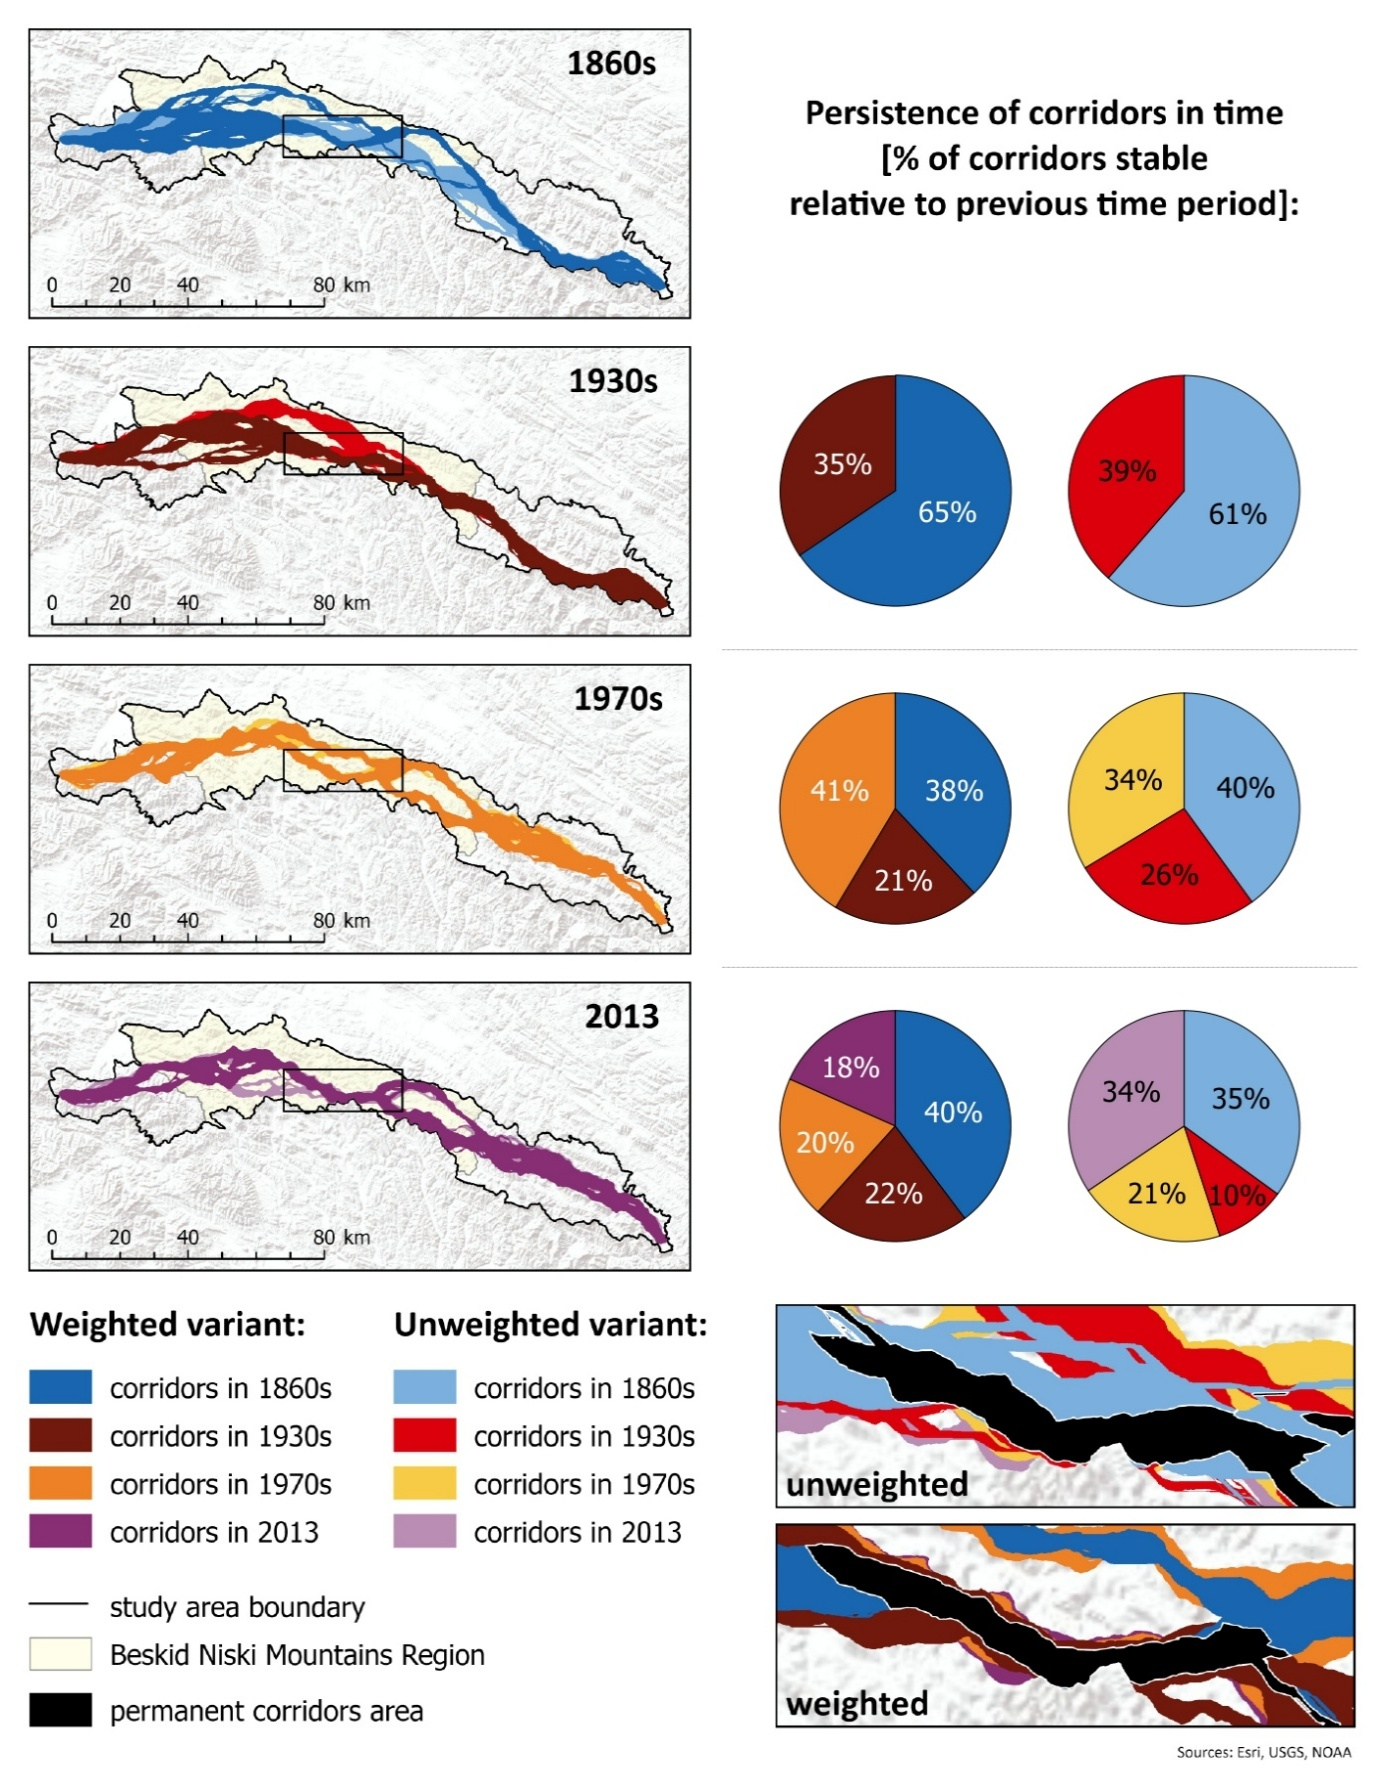 1860s
0 20 40 80 km
Persistence of corridors in time
[% of corridors stable
relative to previous time period]:
1930s
0 20 40 80 km
35%
65%
39%
61%
1970s
0 20 40 80 km
41%
38%
21%
34%
40%
26%
2013
0 20 40 80 km
18%
40%
20%
22%
34%
35%
21%
10%
Weighted variant:
corridors in 1860s
corridors in 1930s
corridors in 1970s
corridors in 2013
Unweighted variant:
corridors in 1860s
corridors in 1930s
corridors in 1970s
corridors in 2013
study area boundary
Beskid Niski Mountains Region
permanent corridors area
unweighted
weighted
Sources: Esri, USGS, NOAA